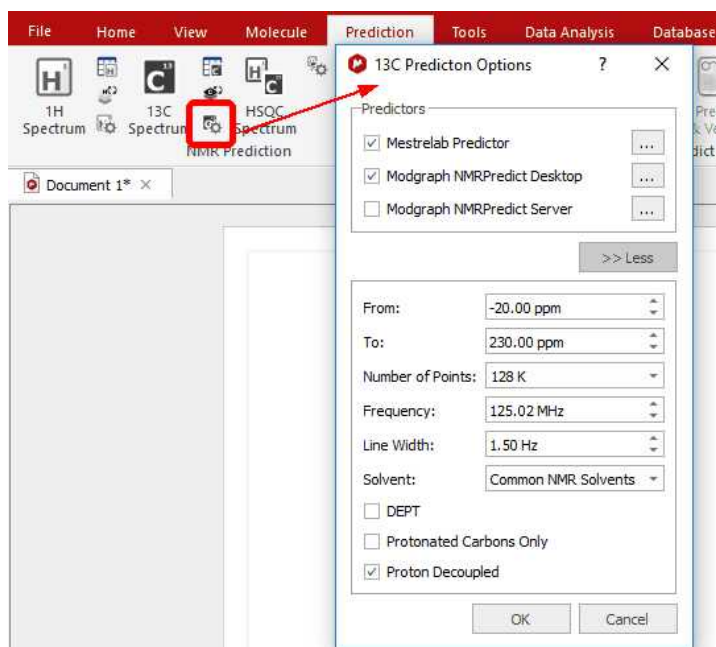 File Home View Molecule Prediction Tools Data Analysis Database
13C Predicton Options ? ×
1H Spectrum
13C Spectrum
HSQC Spectrum
NMR Prediction
Document 1* ×
Predictors
Mestrelab Predictor ...
Modgraph NMRPredict Desktop ...
Modgraph NMRPredict Server ...
>> Less
From: -20.00 ppm
To: 230.00 ppm
Number of Points: 128 K
Frequency: 125.02 MHz
Line Width: 1.50 Hz
Solvent: Common NMR Solvents
DEPT
Protonated Carbons Only
Proton Decoupled
OK Cancel